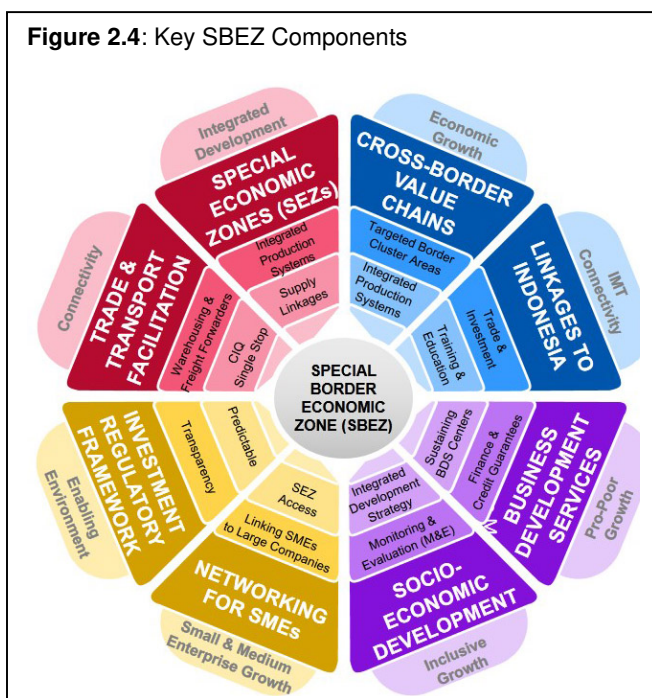 Figure 2.4: Key SBEZ Components
Integrated
Development
SPECIAL
ECONOMIC
ZONES (SEZs)
Integrated
Production
Systems
Supply
Linkages
Economic
Growth
CROSS-BORDER
VALUE
CHAINS
Targeted Border
Cluster Areas
Integrated
Production
Systems
IMT
Connectivity
LINKAGES TO
INDONESIA
Trade &
Investment
Training &
Education
Pro-Poor
Growth
BUSINESS
DEVELOPMENT
SERVICES
Finance &
Credit Guarantees
Sustaining
BDS Centers
Inclusive
Growth
SOCIO-
ECONOMIC
DEVELOPMENT
M
Monitoring &
Evaluation (M&E)
Integrated
Development
Strategy
Small & Medium
Enterprise Growth
NETWORKING
FOR SMEs
Linking SMEs
to Large Companies
SEZ
Access
Enabling
Environment
INVESTMENT
REGULATORY
FRAMEWORK
Transparency
Predictable
Connectivity
TRADE &
TRANSPORT
FACILITATION
Warehousing &
Freight Forwarders
CIQ
Single Stop
SPECIAL
BORDER
ECONOMIC
ZONE (SBEZ)